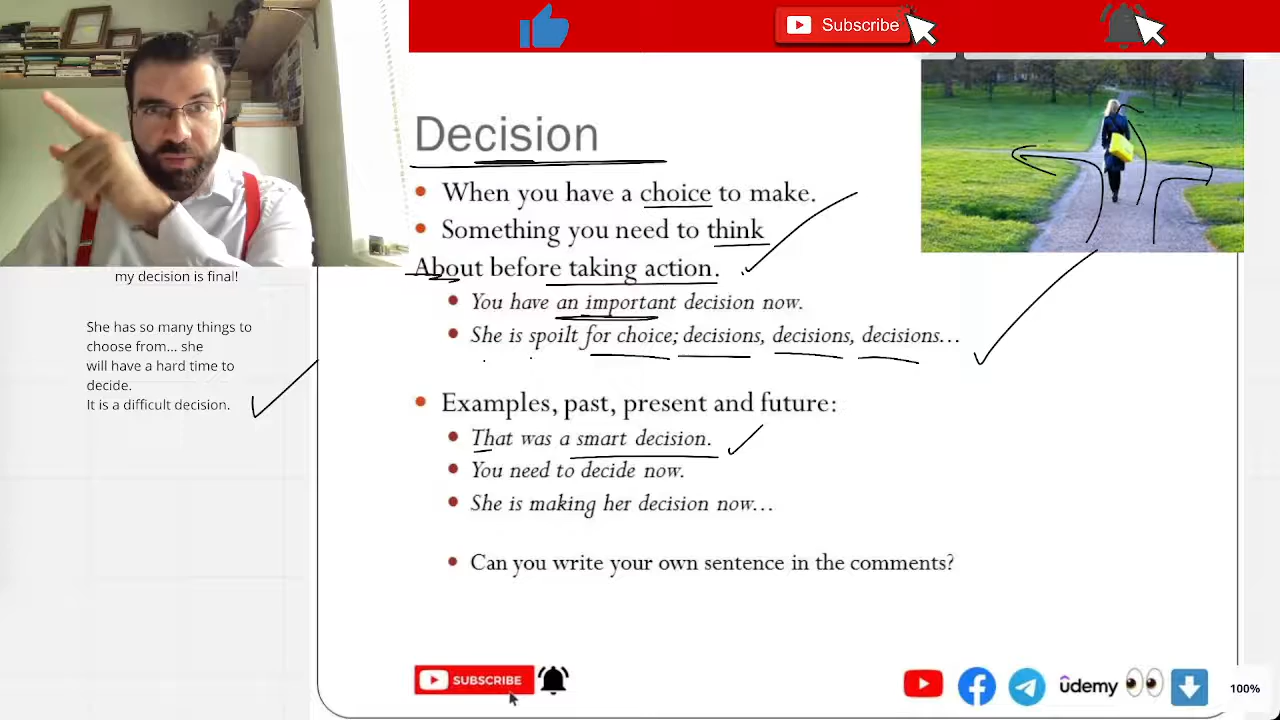 Subscribe
Decision
When you have a choice to make.
Something you need to think
About before taking action.
You have an important decision now.
She is spoilt for choice; decisions, decisions, decisions...
Examples, past, present and future:
That was a smart decision.
You need to decide now.
She is making her decision now...
Can you write your own sentence in the comments?
my decision is final!
She has so many things to
choose from... she
will have a hard time to
decide.
It is a difficult decision.
SUBSCRIBE
ûdemy
100%